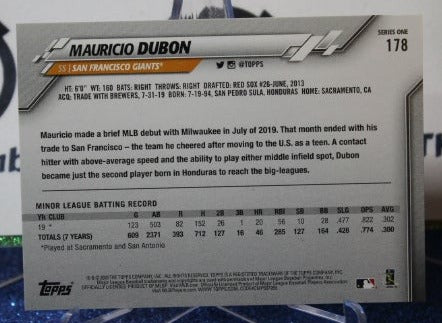 MAURICIO DUBON
SERIES ONE
178
SS | SAN FRANCISCO GIANTS®
@TOPPS
HT: 6'0" WT: 160 BATS: RIGHT THROWS: RIGHT DRAFTED: RED SOX #26-JUNE, 2013
ACQ: TRADE WITH BREWERS, 7-31-19 BORN: 7-19-94, SAN PEDRO SULA, HONDURAS HOME: SACRAMENTO, CA
Mauricio made a brief MLB debut with Milwaukee in July of 2019. That month ended with his
trade to San Francisco – the team he cheered after moving to the U.S. as a teen. A contact
hitter with above-average speed and the ability to play either middle infield spot, Dubon
became just the second player born in Honduras to reach the big-leagues.
MINOR LEAGUE BATTING RECORD
YR CLUB G AB R H 2B 3B HR RBI SB BB SLG OPS AVG
19 * 123 503 82 152 26 1 20 56 10 28 .477 .822 .302
TOTALS (7 YEARS) 609 2371 393 712 127 16 46 265 127 164 .428 .774 .300
*Played at Sacramento and San Antonio
Topps